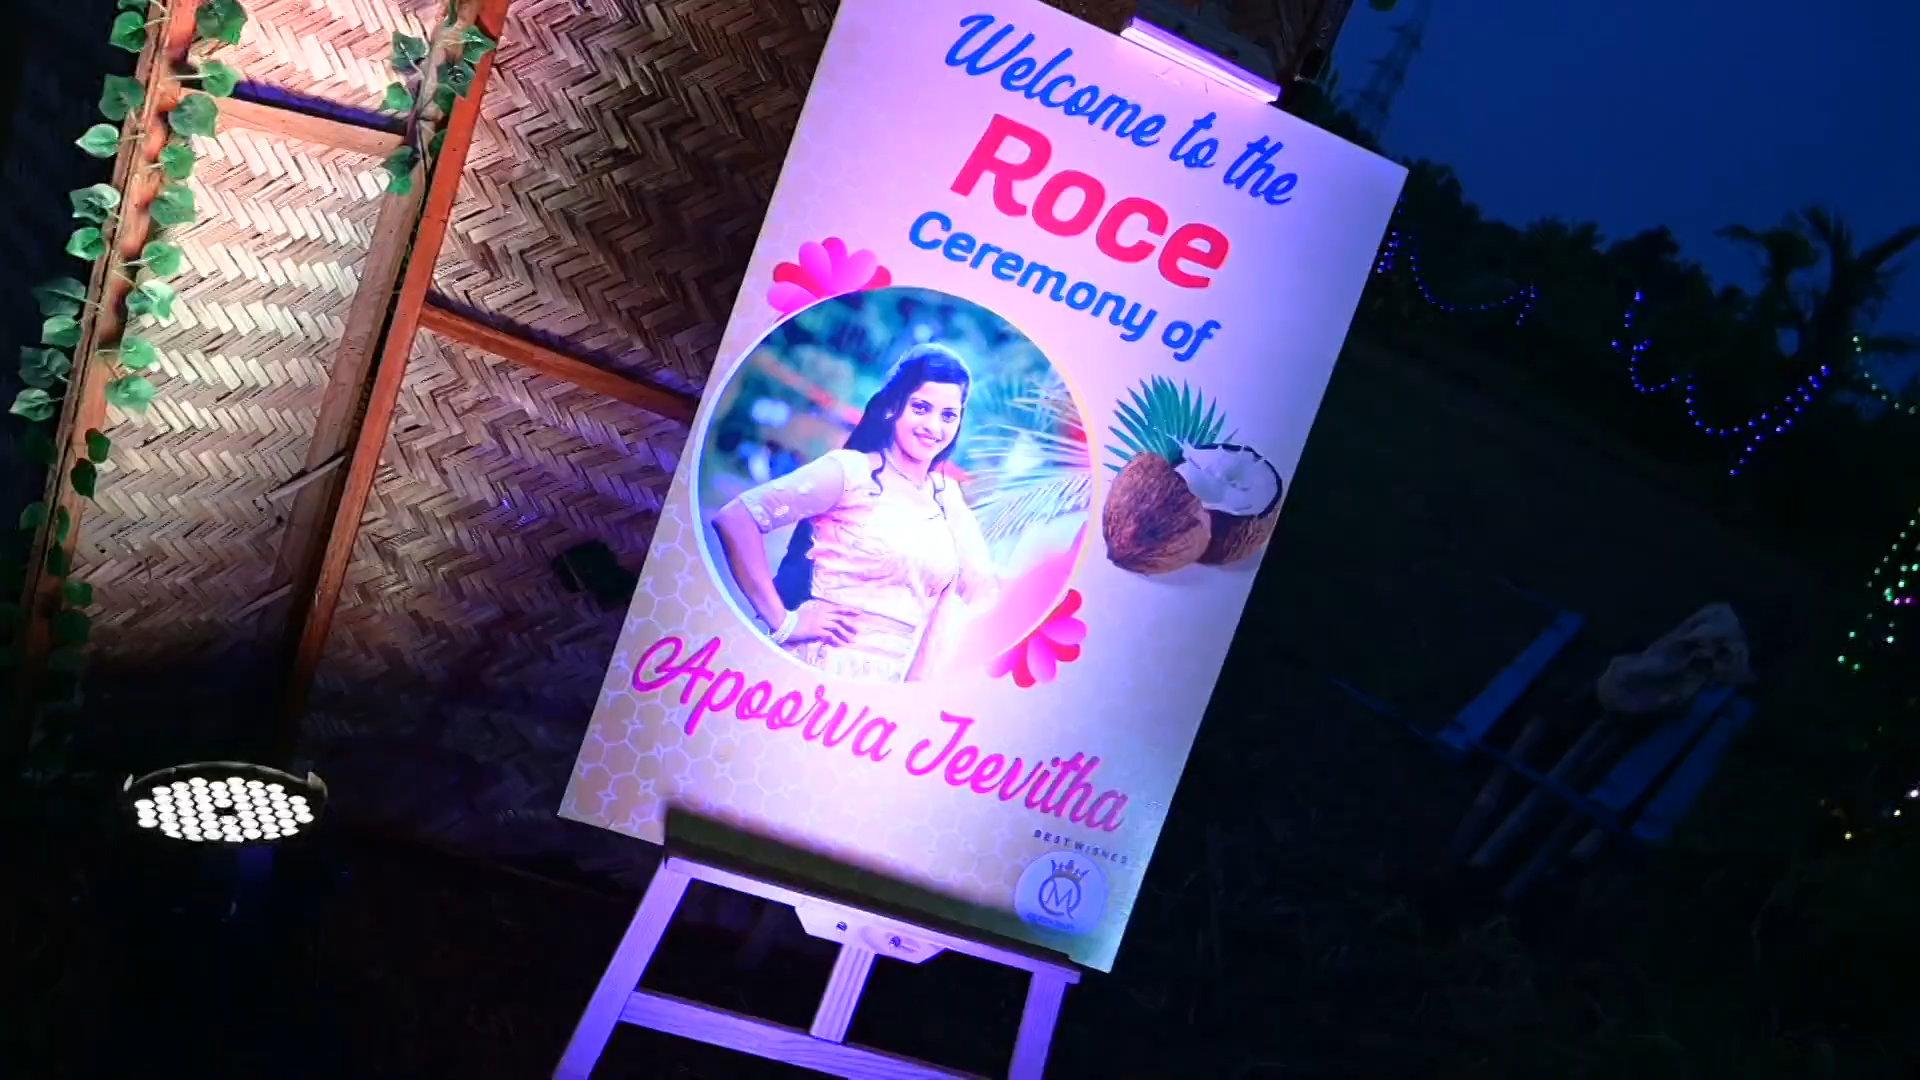 Welcome to the
Roce
Ceremony of
Apoorva Jeevitha
BEST WISHES